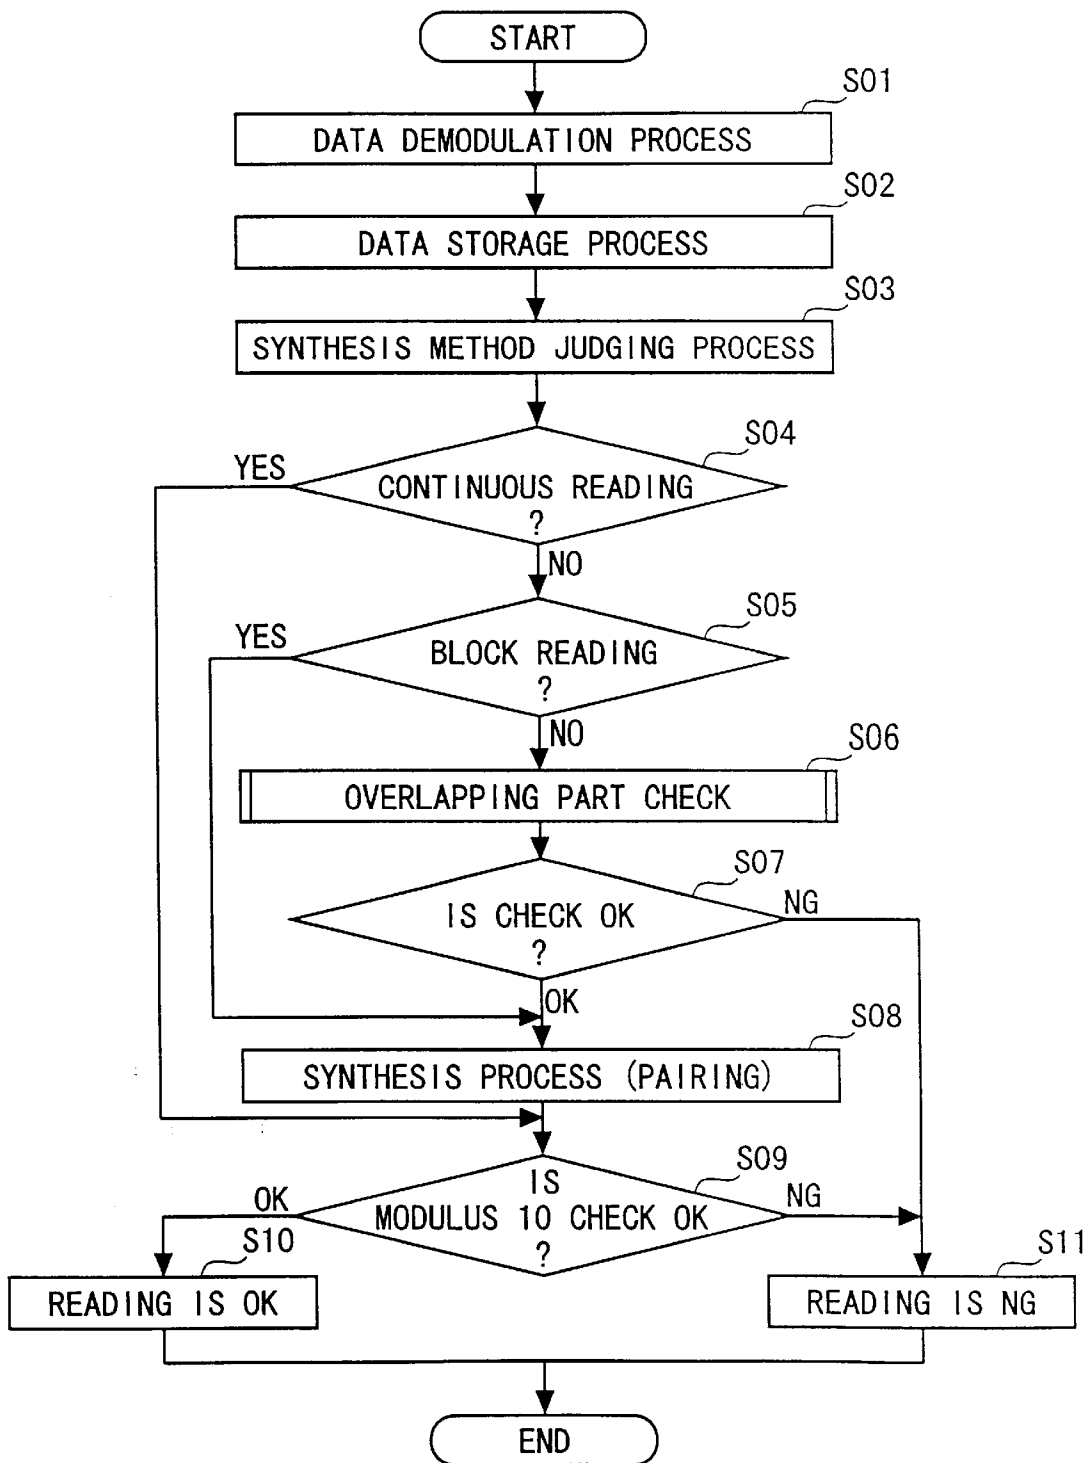 START
S01
DATA DEMODULATION PROCESS
S02
DATA STORAGE PROCESS
S03
SYNTHESIS METHOD JUDGING PROCESS
S04
YES
CONTINUOUS READING
?
NO
S05
YES
BLOCK READING
?
NO
S06
OVERLAPPING PART CHECK
S07
IS CHECK OK
?
NG
OK
S08
SYNTHESIS PROCESS (PAIRING)
S09
IS
MODULUS 10 CHECK OK
?
OK
NG
S10
READING IS OK
S11
READING IS NG
END